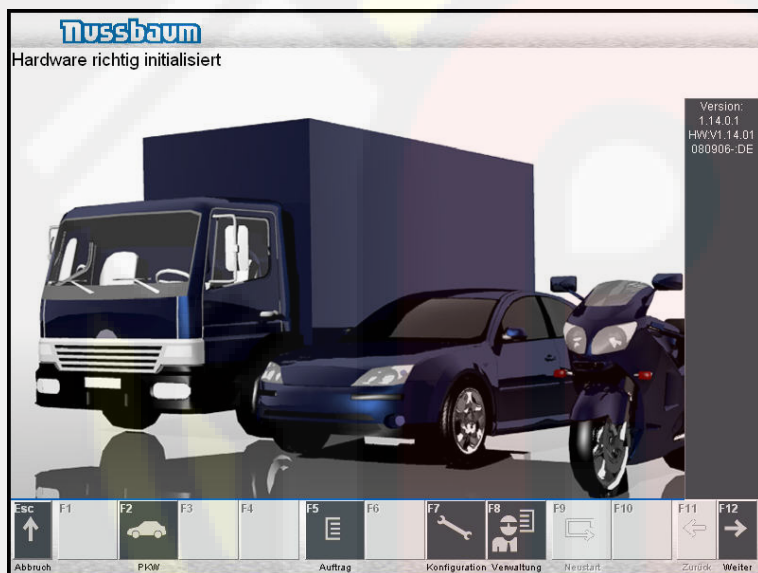 Nussbaum
Hardware richtig initialisiert
Version:
1.14.0.1
HW:V1.14.01
080906-:DE
Esc F1 F2 F3 F4 F5 F6 F7 F8 F9 F10 F11 F12
Abbruch PKW Auftrag Konfiguration Verwaltung Neustart Zurück Weiter